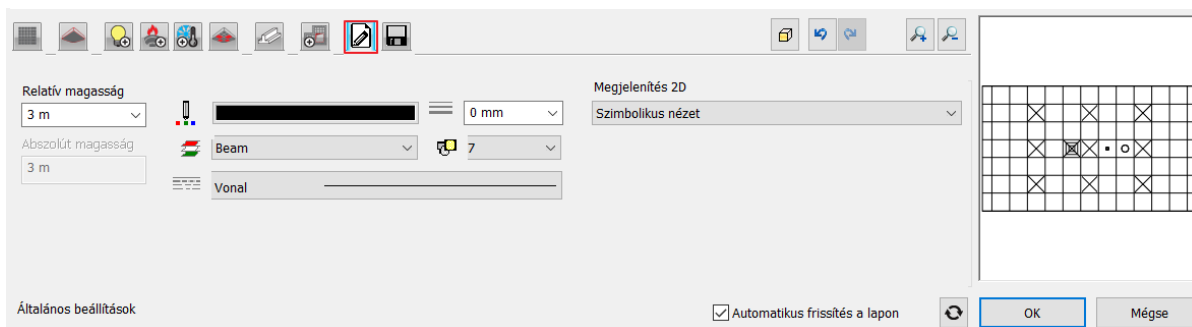 Relatív magasság
3 m
Abszolút magasság
3 m
0 mm
Beam
7
Vonal
Megjelenítés 2D
Szimbolikus nézet
Általános beállítások
Automatikus frissítés a lapon
OK
Mégse